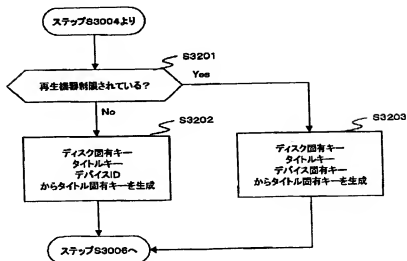 ステップS3004より
S3201
再生機器制限されている?
Yes
No
S3202
S3203
ディスク固有キー
タイトルキー
デバイスID
からタイトル固有キーを生成
ディスク固有キー
タイトルキー
デバイス固有キー
からタイトル固有キーを生成
ステップS3006へ